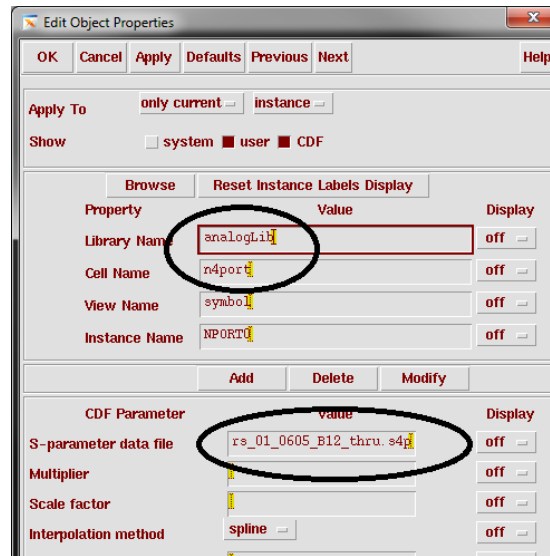 Edit Object Properties
OK Cancel Apply Defaults Previous Next Help
Apply To only current instance
Show system user CDF
Browse Reset Instance Labels Display
Property Value Display
Library Name analogLib off
Cell Name n4port off
View Name symbol off
Instance Name NPORT0 off
Add Delete Modify
CDF Parameter Value Display
S-parameter data file rs_01_0605_B12_thru.s4p off
Multiplier off
Scale factor off
Interpolation method spline off